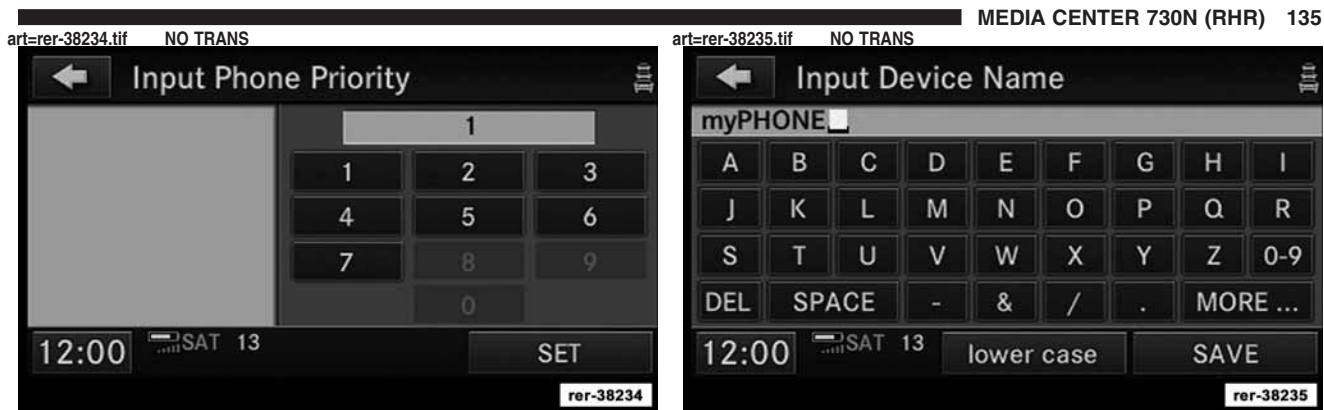 MEDIA CENTER 730N (RHR) 135
art=rer-38234.tif NO TRANS
Input Phone Priority
1
1 2 3
4 5 6
7 8 9
0
12:00 SAT 13 SET
rer-38234
art=rer-38235.tif NO TRANS
Input Device Name
myPHONE
A B C D E F G H I
J K L M N O P Q R
S T U V W X Y Z 0-9
DEL SPACE - & / . MORE ...
12:00 SAT 13 lower case SAVE
rer-38235